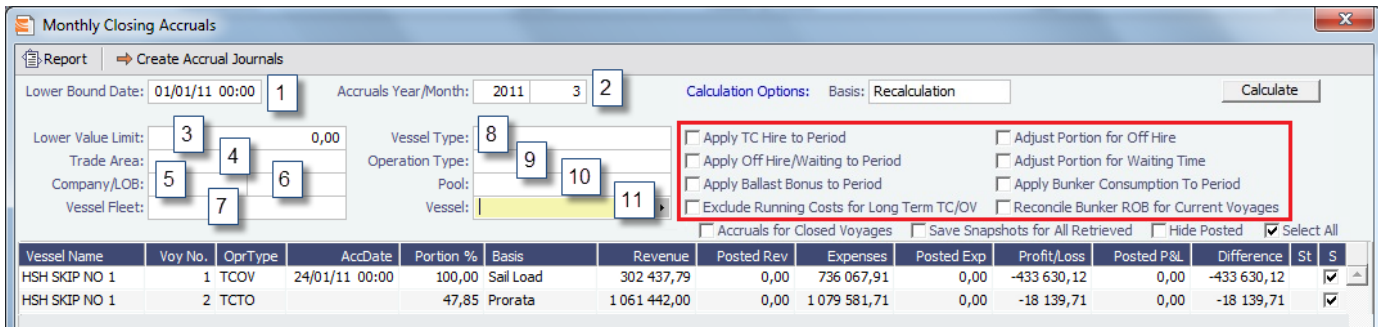 Monthly Closing Accruals x
Report Create Accrual Journals
Lower Bound Date: 01/01/11 00:00 1 Accruals Year/Month: 2011 3 2 Calculation Options: Basis: Recalculation Calculate
Lower Value Limit: 3 0,00 Vessel Type: 8 Apply TC Hire to Period Adjust Portion for Off Hire
Trade Area: 4 Operation Type: 9 Apply Off Hire/Waiting to Period Adjust Portion for Waiting Time
Company/LOB: 5 6 Pool: 10 Apply Ballast Bonus to Period Apply Bunker Consumption To Period
Vessel Fleet: 7 Vessel: 11 Exclude Running Costs for Long Term TC/OV Reconcile Bunker ROB for Current Voyages
Accruals for Closed Voyages Save Snapshots for All Retrieved Hide Posted Select All
Vessel Name Voy No. OprType AccDate Portion % Basis Revenue Posted Rev Expenses Posted Exp Profit/Loss Posted P&L Difference St S
HSH SKIP NO 1 1 TCOV 24/01/11 00:00 100,00 Sail Load 302 437,79 0,00 736 067,91 0,00 -433 630,12 0,00 -433 630,12
HSH SKIP NO 1 2 TCTO 47,85 Prorata 1 061 442,00 0,00 1 079 581,71 0,00 -18 139,71 0,00 -18 139,71